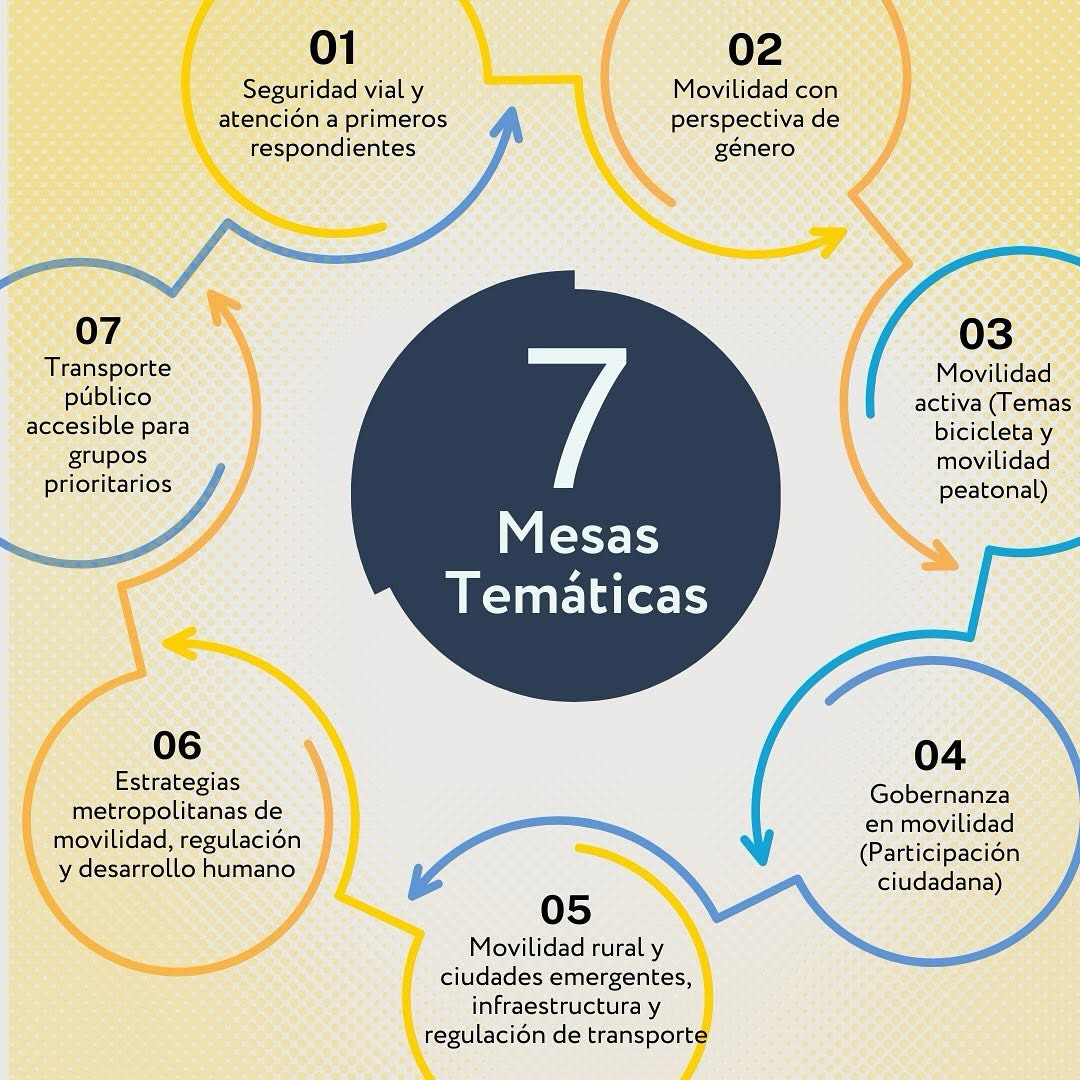 01
Seguridad vial y
atención a primeros
respondientes
02
Movilidad con
perspectiva de
género
03
Movilidad
activa (Temas
bicicleta y
movilidad
peatonal)
04
Gobernanza
en movilidad
(Participación
ciudadana)
05
Movilidad rural y
ciudades emergentes,
infraestructura y
regulación de transporte
06
Estrategias
metropolitanas de
movilidad, regulación
y desarrollo humano
07
Transporte
público
accesible para
grupos
prioritarios
7
Mesas
Temáticas